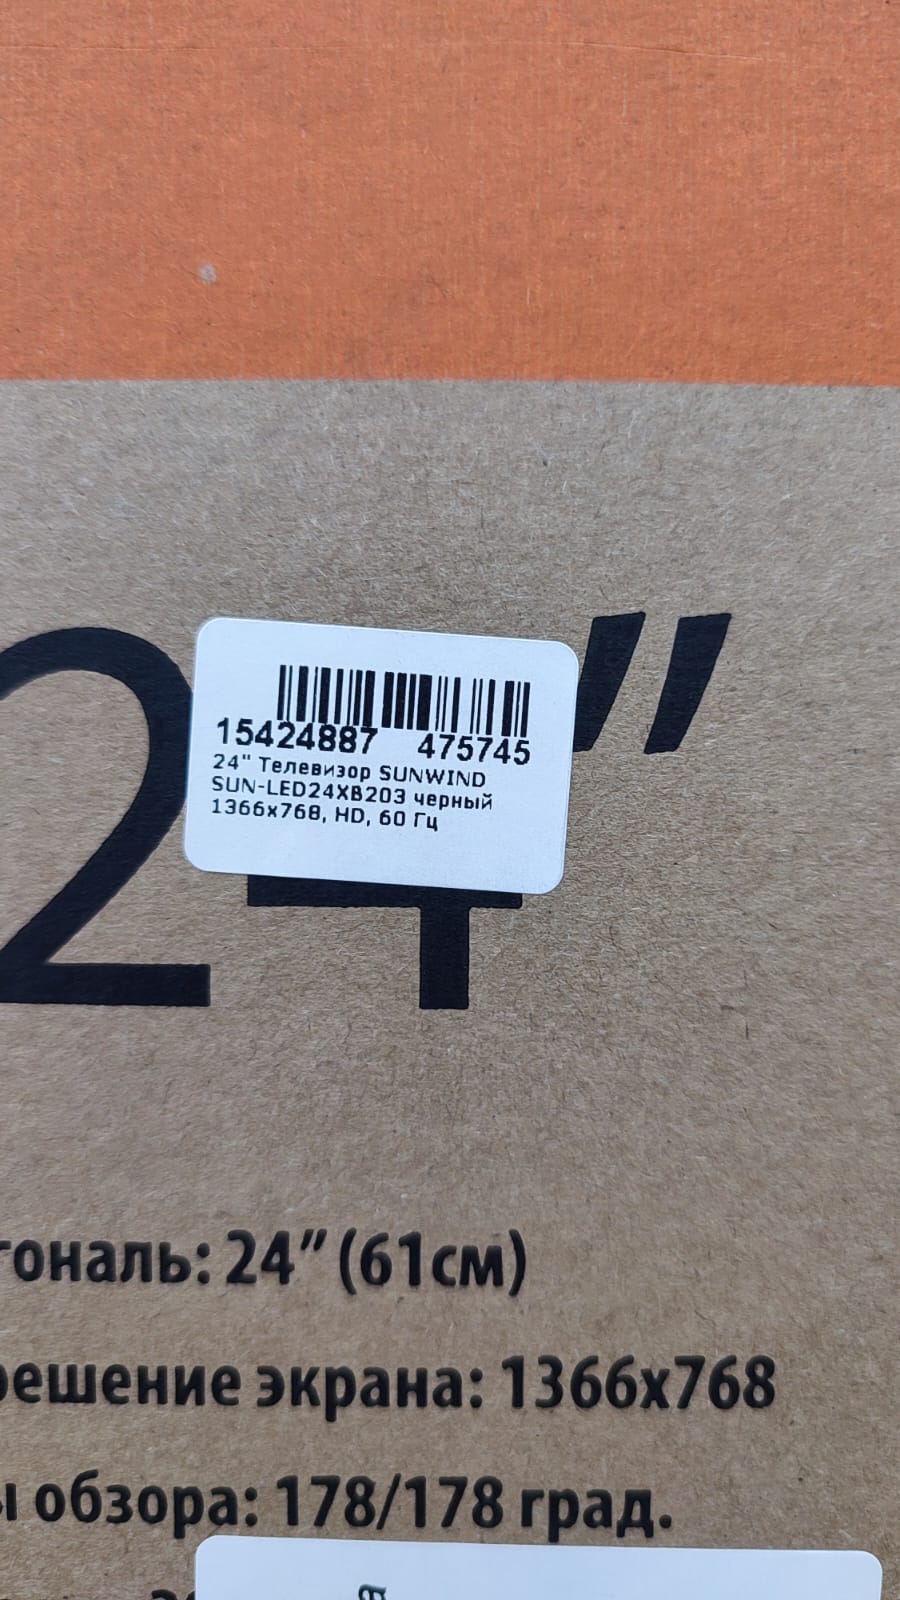 24"
15424887 475745
24" Телевизор SUNWIND
SUN-LED24XB203 черный
1366x768, HD, 60 Гц
гональ: 24” (61см)
решение экрана: 1366x768
ы обзора: 178/178 град.
а